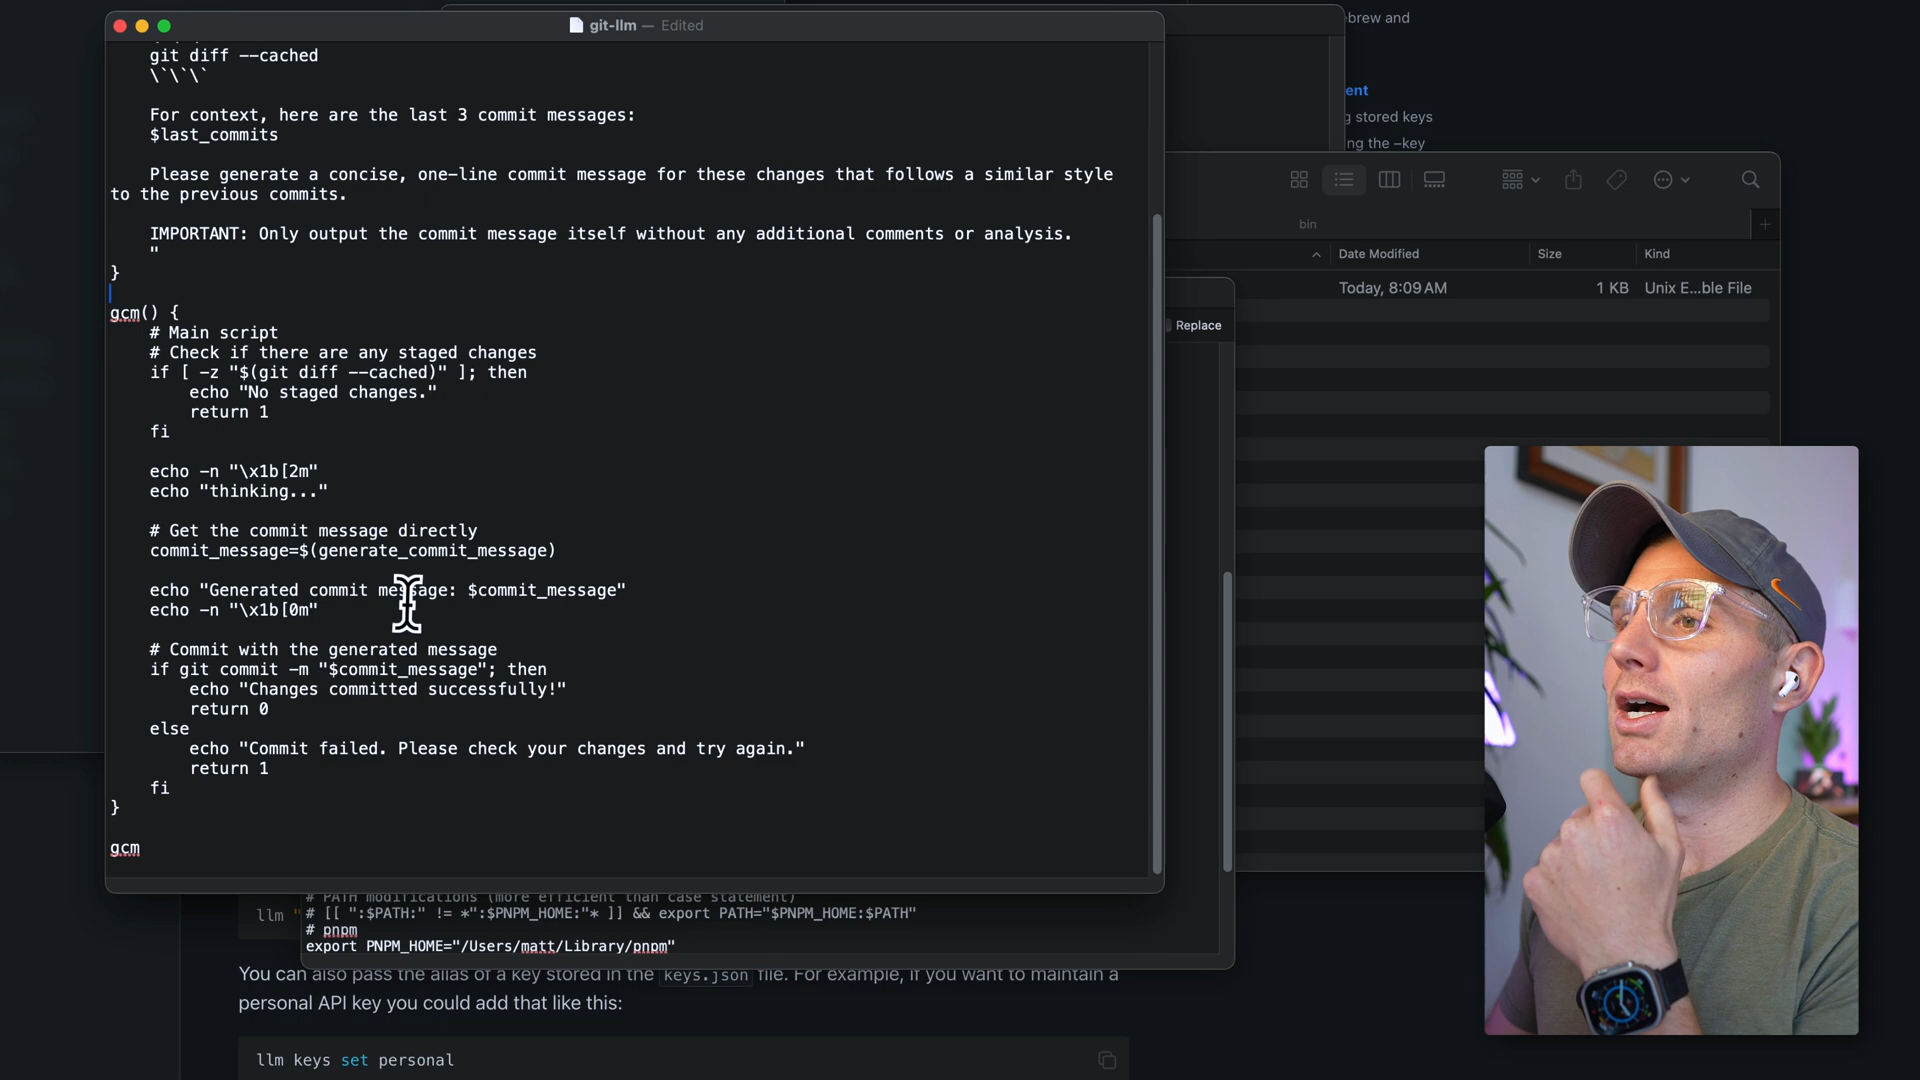 git-llm — Edited
git diff --cached
\`\`\`
For context, here are the last 3 commit messages:
$last_commits
Please generate a concise, one-line commit message for these changes that follows a similar style
to the previous commits.
IMPORTANT: Only output the commit message itself without any additional comments or analysis.
"
}
gcm() {
# Main script
# Check if there are any staged changes
if [ -z "$(git diff --cached)" ]; then
echo "No staged changes."
return 1
fi
echo -n "\x1b[2m"
echo "thinking..."
# Get the commit message directly
commit_message=$(generate_commit_message)
echo "Generated commit message: $commit_message"
echo -n "\x1b[0m"
# Commit with the generated message
if git commit -m "$commit_message"; then
echo "Changes committed successfully!"
return 0
else
echo "Commit failed. Please check your changes and try again."
return 1
fi
}
gcm
brew and
ent
g stored keys
ng the –key
bin
Date Modified Size Kind
Today, 8:09 AM 1 KB Unix E...ble File
Replace
# PATH modifications (more efficient than case statement)
llm "
# [[ ":$PATH:" != *":$PNPM_HOME:"* ]] && export PATH="$PNPM_HOME:$PATH"
# pnpm
export PNPM_HOME="/Users/matt/Library/pnpm"
You can also pass the alias of a key stored in the keys.json file. For example, if you want to maintain a
personal API key you could add that like this:
llm keys set personal